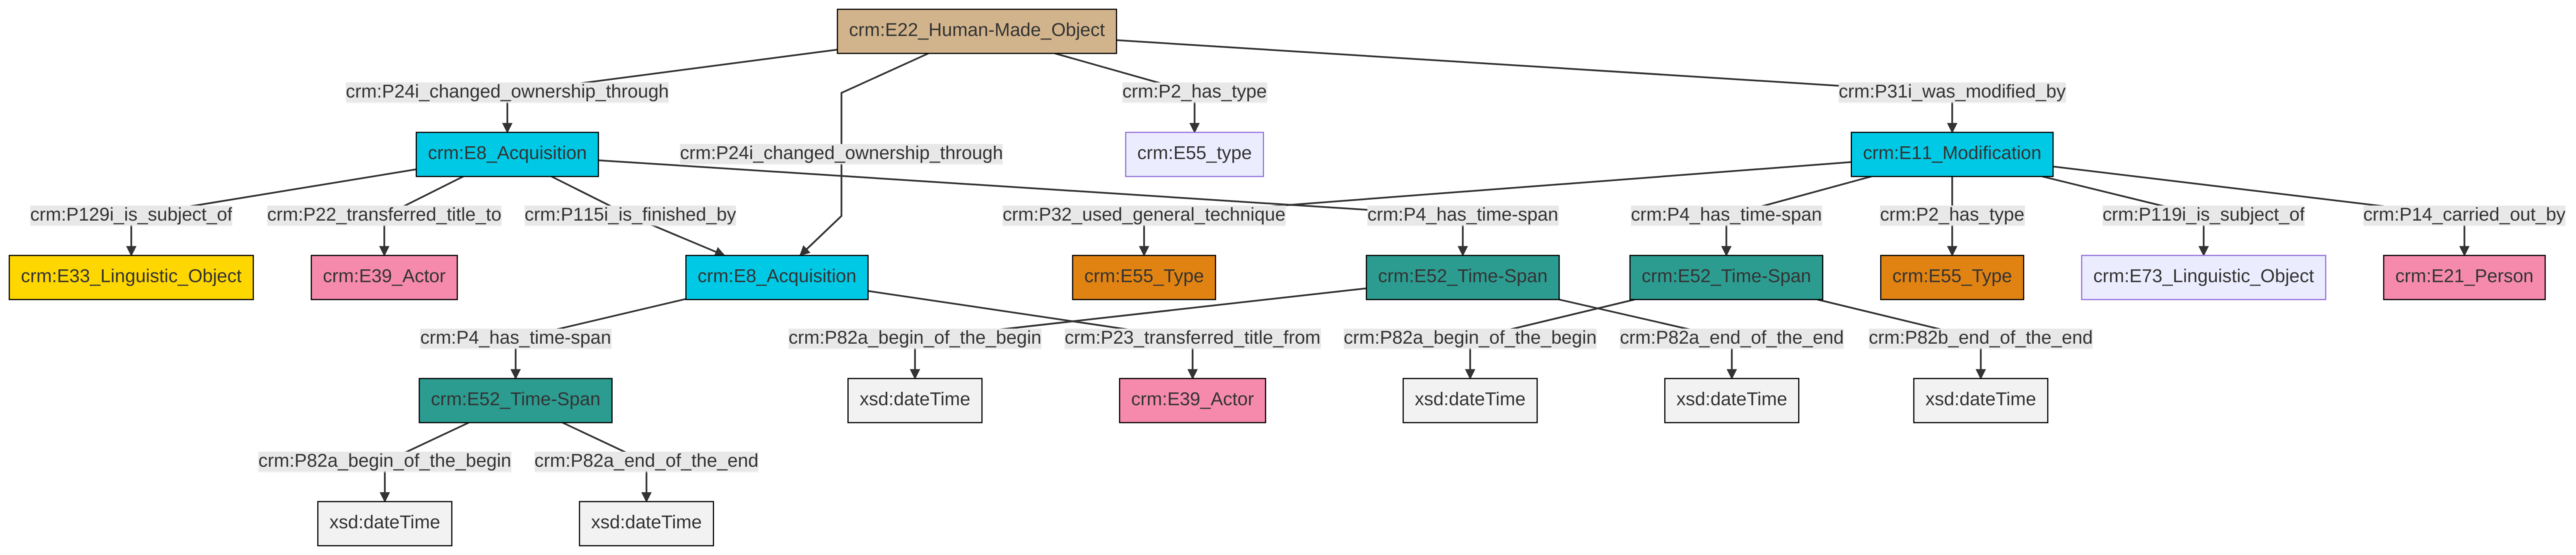 crm:E22_Human-Made_Object
crm:P24i_changed_ownership_through
crm:P2_has_type
crm:P31i_was_modified_by
crm:E8_Acquisition
crm:P24i_changed_ownership_through
crm:E55_type
crm:E11_Modification
crm:P129i_is_subject_of
crm:P22_transferred_title_to
crm:P115i_is_finished_by
crm:P32_used_general_technique
crm:P4_has_time-span
crm:P4_has_time-span
crm:P2_has_type
crm:P119i_is_subject_of
crm:P14_carried_out_by
crm:E33_Linguistic_Object
crm:E39_Actor
crm:E8_Acquisition
crm:E55_Type
crm:E52_Time-Span
crm:E52_Time-Span
crm:E55_Type
crm:E73_Linguistic_Object
crm:E21_Person
crm:P4_has_time-span
crm:P82a_begin_of_the_begin
crm:P23_transferred_title_from
crm:P82a_begin_of_the_begin
crm:P82a_end_of_the_end
crm:P82b_end_of_the_end
crm:E52_Time-Span
xsd:dateTime
crm:E39_Actor
xsd:dateTime
xsd:dateTime
xsd:dateTime
crm:P82a_begin_of_the_begin
crm:P82a_end_of_the_end
xsd:dateTime
xsd:dateTime